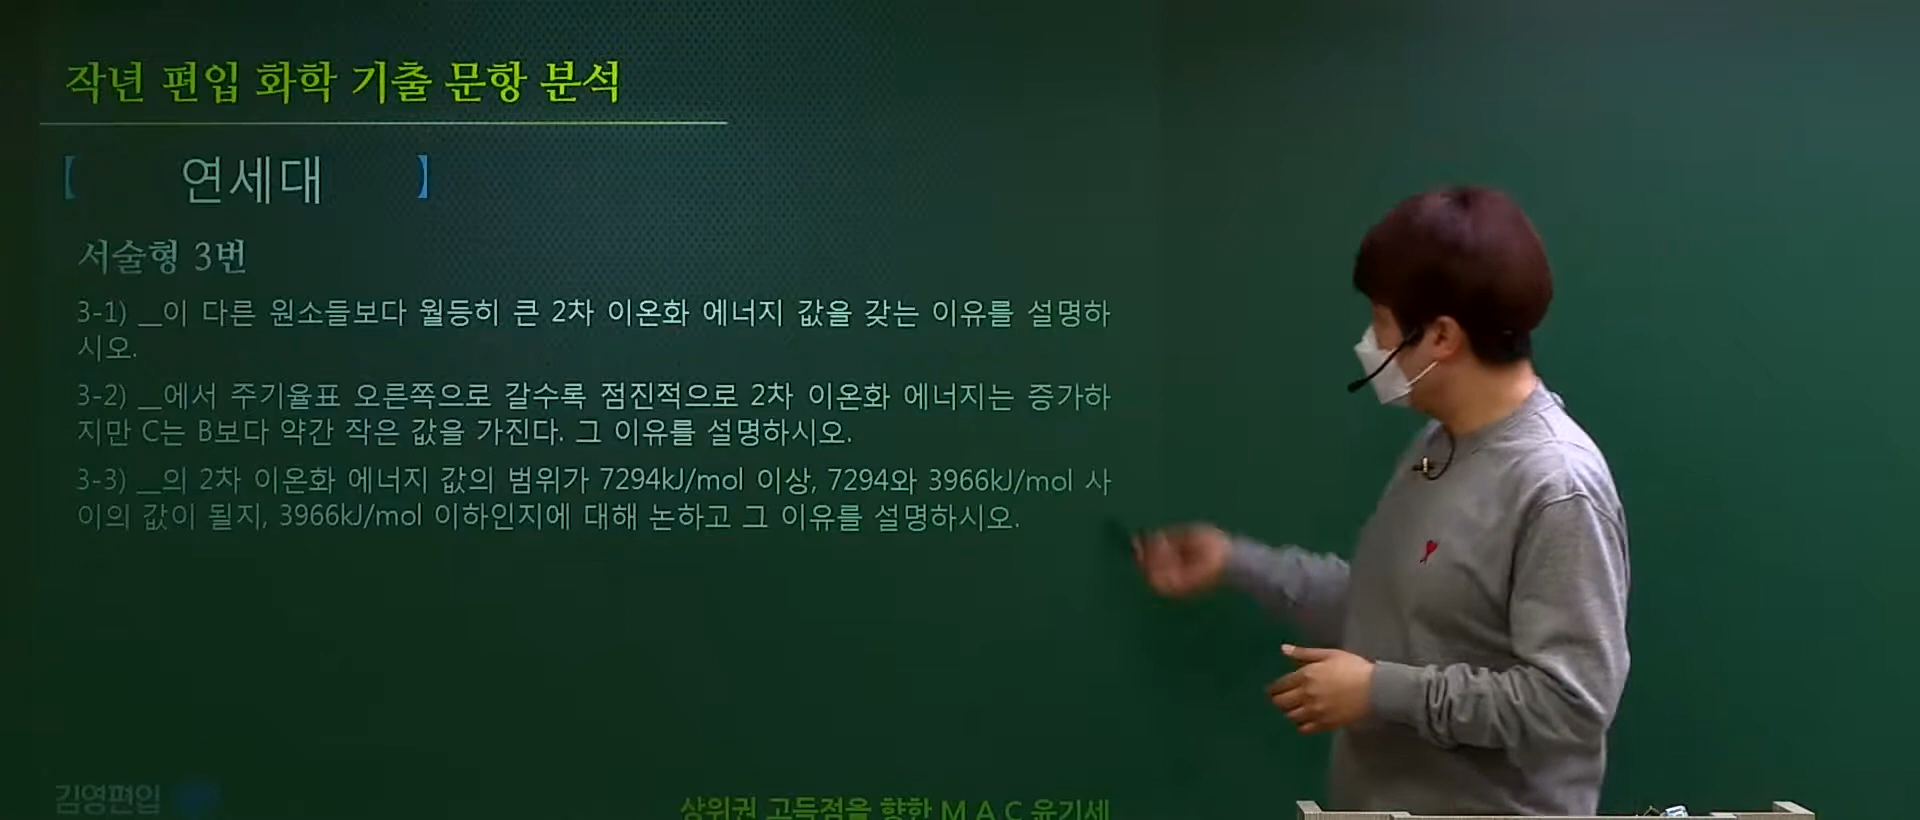 작년 편입 화학 기출 문항 분석
【 연세대 】
서술형 3번
3-1) __이 다른 원소들보다 월등히 큰 2차 이온화 에너지 값을 갖는 이유를 설명하
시오.
3-2) __에서 주기율표 오른쪽으로 갈수록 점진적으로 2차 이온화 에너지는 증가하
지만 C는 B보다 약간 작은 값을 가진다. 그 이유를 설명하시오.
3-3) __의 2차 이온화 에너지 값의 범위가 7294kJ/mol 이상, 7294와 3966kJ/mol 사
이의 값이 될지, 3966kJ/mol 이하인지에 대해 논하고 그 이유를 설명하시오.
김영편입
상위권 고득점을 향한 M A C 윤기세